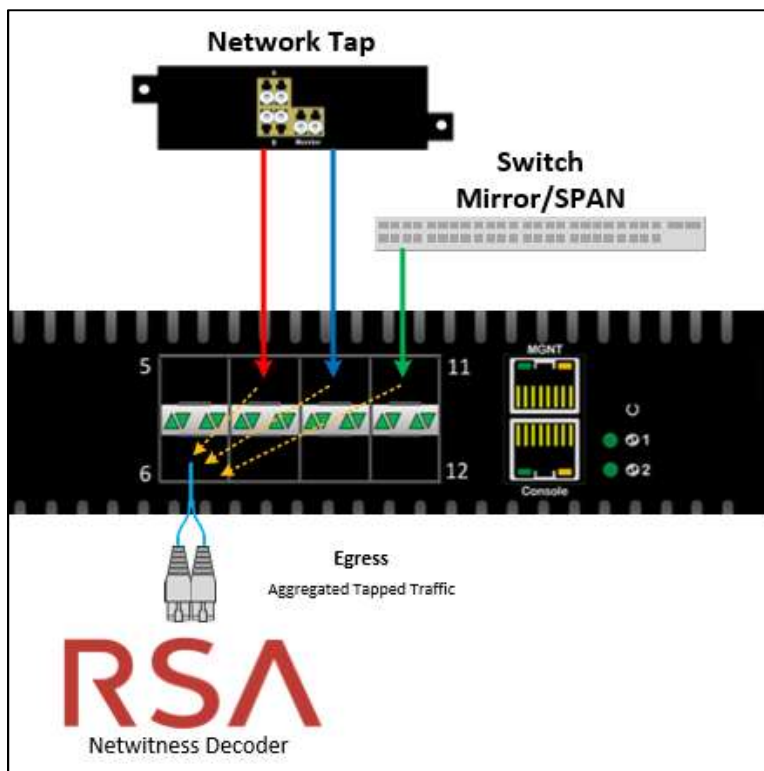 Network Tap
A
B
Monitor
Switch
Mirror/SPAN
5
11
MGNT
1
2
6
12
Console
Egress
Aggregated Tapped Traffic
RSA
Netwitness Decoder